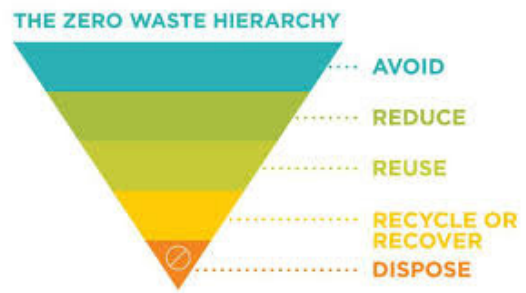 THE ZERO WASTE HIERARCHY
AVOID
REDUCE
REUSE
RECYCLE OR
RECOVER
DISPOSE